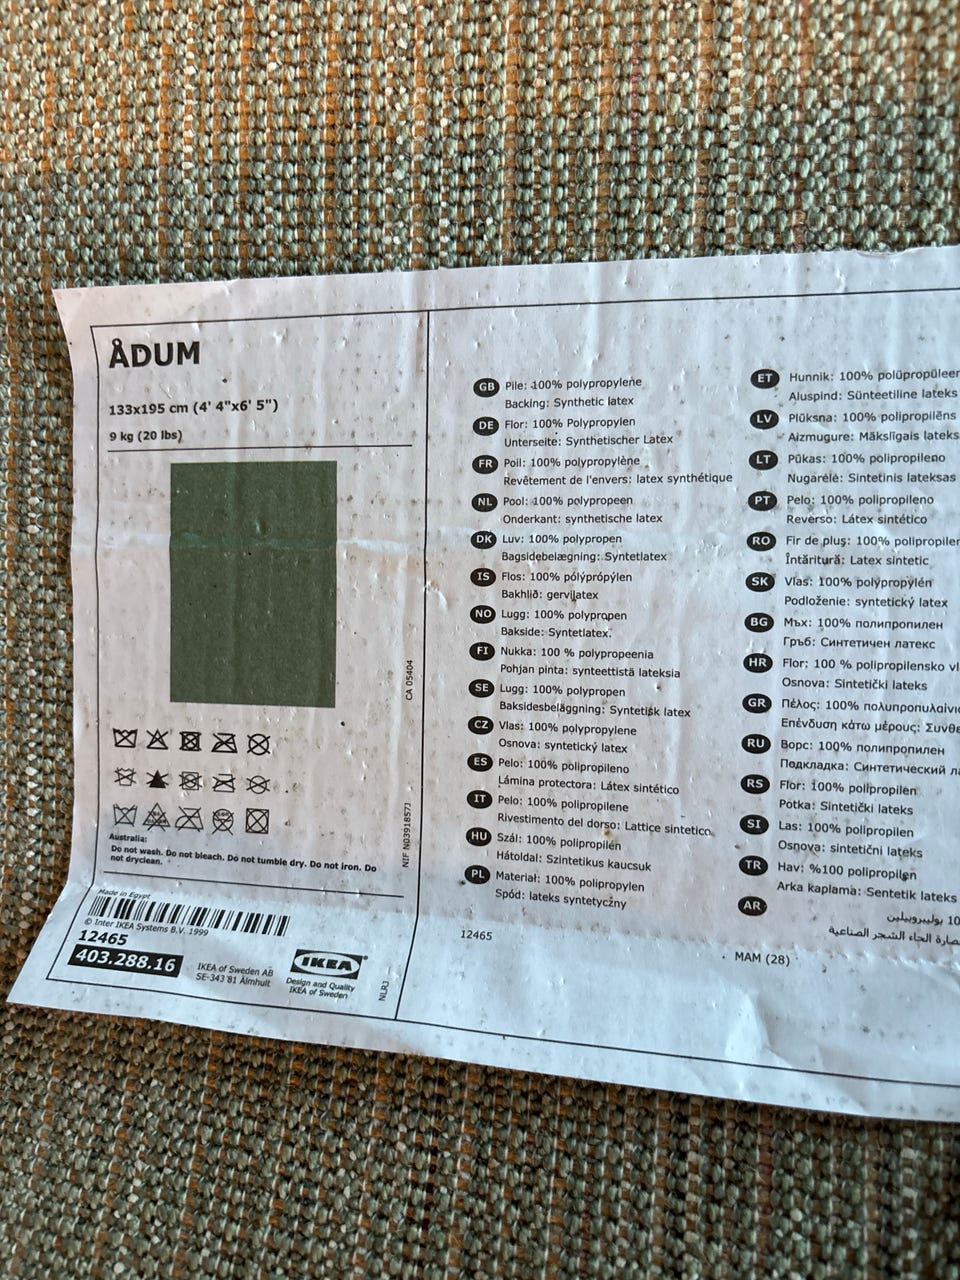 ÅDUM
133x195 cm (4' 4"x6' 5")
9 kg (20 lbs)
CA 05404
NIF N0391857J
Australia:
Do not wash. Do not bleach. Do not tumble dry. Do not iron. Do
not dryclean.
Made in Egypt
© Inter IKEA Systems B.V. 1999
12465
403.288.16
IKEA of Sweden AB
SE-343 81 Älmhult
IKEA
Design and Quality
IKEA of Sweden
NLRJ
GB Pile: 100% polypropylene
Backing: Synthetic latex
DE Flor: 100% Polypropylen
Unterseite: Synthetischer Latex
FR Poil: 100% polypropylène
Revêtement de l'envers: latex synthétique
NL Pool: 100% polypropeen
Onderkant: synthetische latex
DK Luv: 100% polypropen
Bagsidebelægning: Syntetlatex
IS Flos: 100% pólýprópýlen
Bakhlið: gervilatex
NO Lugg: 100% polypropen
Bakside: Syntetlatex.
FI Nukka: 100 % polypropeenia
Pohjan pinta: synteettistä lateksia
SE Lugg: 100% polypropen
Baksidesbeläggning: Syntetisk latex
CZ Vlas: 100% polypropylene
Osnova: syntetický latex
ES Pelo: 100% polipropileno
Lámina protectora: Látex sintético
IT Pelo: 100% polipropilene
Rivestimento del dorso: Lattice sintetico
HU Szál: 100% polipropilén
Hátoldal: Szintetikus kaucsuk
PL Materiał: 100% polipropylen
Spód: lateks syntetyczny
12465
ET Hunnik: 100% polüpropüleen
Aluspind: Sünteetiline lateks
LV Plūksna: 100% polipropilēns
Aizmugure: Mākslīgais lateks
LT Pūkas: 100% polipropileno
Nugarėlė: Sintetinis lateksas
PT Pelo: 100% polipropileno
Reverso: Látex sintético
RO Fir de pluş: 100% polipropilen
Întăritură: Latex sintetic
SK Vlas: 100% polypropylén
Podloženie: syntetický latex
BG Мъх: 100% полипропилен
Гръб: Синтетичен латекс
HR Flor: 100 % polipropilensko vl
Osnova: Sintetički lateks
GR Πέλος: 100% πολυπροπυλαίνιο
Επένδυση κάτω μέρους: Συνθε
RU Ворс: 100% полипропилен
Подкладка: Синтетический ла
RS Flor: 100% polipropilen
Potka: Sintetički lateks
SI Las: 100% polipropilen
Osnova: sintetični lateks
TR Hav: %100 polipropilen
Arka kaplama: Sentetik lateks
AR
10 بوليبروبيلين
عصارة الحاء الشجر الصناعية
MAM (28)